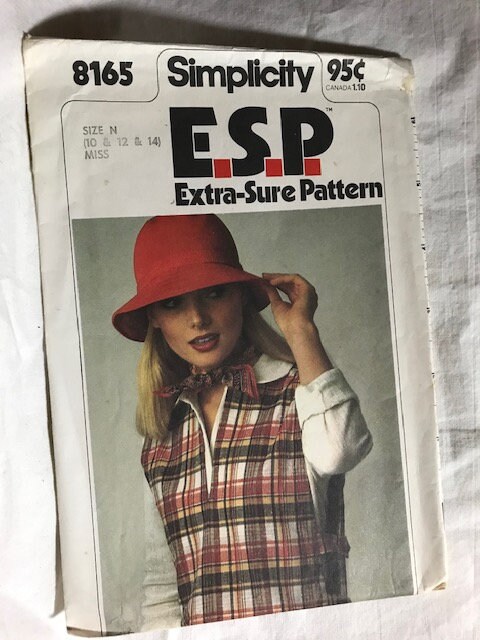 8165 Simplicity 95¢
CANADA 1.10
SIZE N
(10 & 12 & 14)
MISS
E.S.P.™
Extra-Sure Pattern